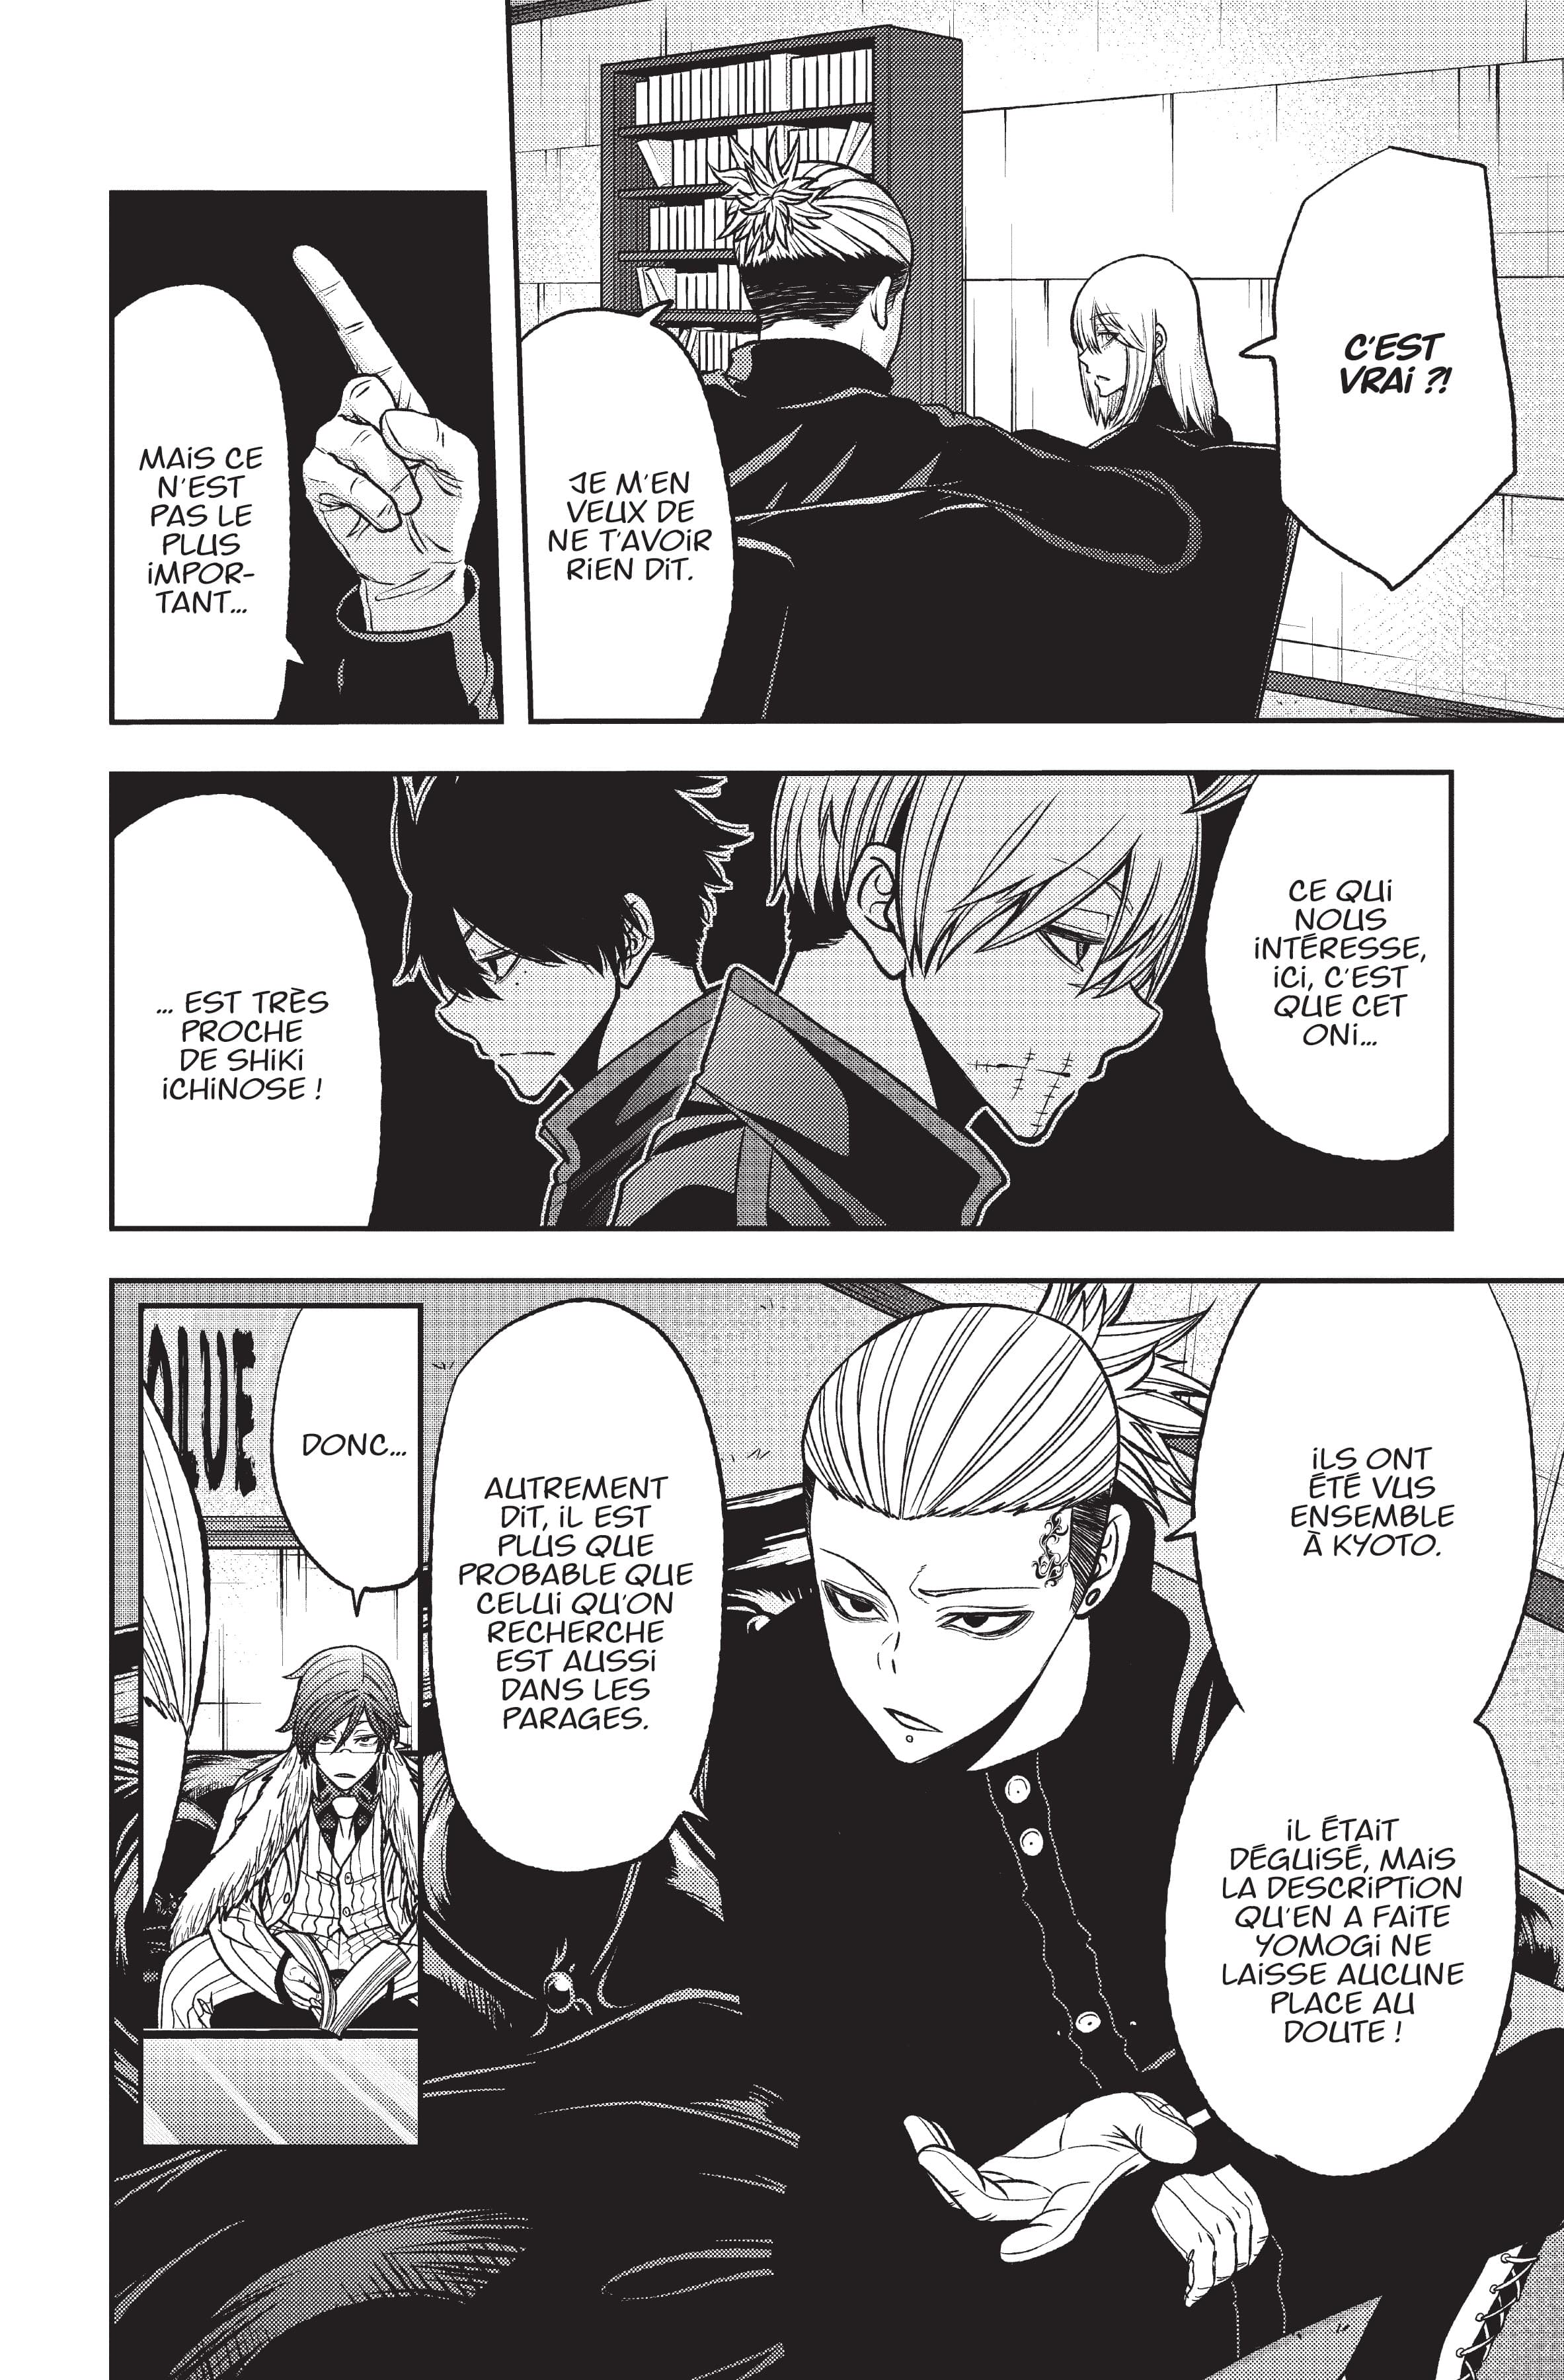 C'EST
VRAI ?!
JE M'EN
VEUX DE
NE T'AVOIR
RIEN DIT.
MAIS CE
N'EST
PAS LE
PLUS
IMPOR-
TANT...
CE QUI
NOUS
INTÉRESSE,
ICI, C'EST
QUE CET
ONI...
... EST TRÈS
PROCHE
DE SHIKI
ICHINOSE !
ILS ONT
ÉTÉ VUS
ENSEMBLE
À KYOTO.
IL ÉTAIT
DÉGUISÉ, MAIS
LA DESCRIPTION
QU'EN A FAITE
YOMOGI NE
LAISSE AUCUNE
PLACE AU
DOUTE !
AUTREMENT
DIT, IL EST
PLUS QUE
PROBABLE QUE
CELUI QU'ON
RECHERCHE
EST AUSSI
DANS LES
PARAGES.
DONC...